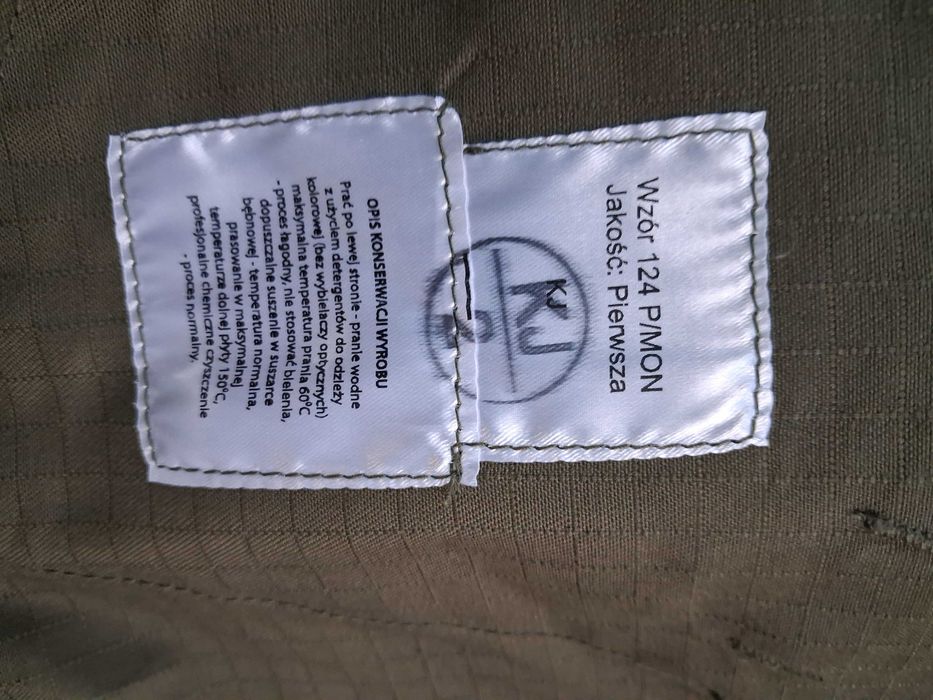 Wzór 124 P/MON
Jakość: Pierwsza
KJ
KJ
2
OPIS KONSERWACJI WYROBU
Prać po lewej stronie - pranie wodne
z użyciem detergentów do odzieży
kolorowej (bez wybielaczy optycznych)
maksymalna temperatura prania 60°C
- proces łagodny, nie stosować bielenia,
dopuszczalne suszenie w suszarce
bębnowej - temperatura normalna,
prasowanie w maksymalnej
temperaturze dolnej płyty 150°C,
profesjonalne chemiczne czyszczenie
- proces normalny.